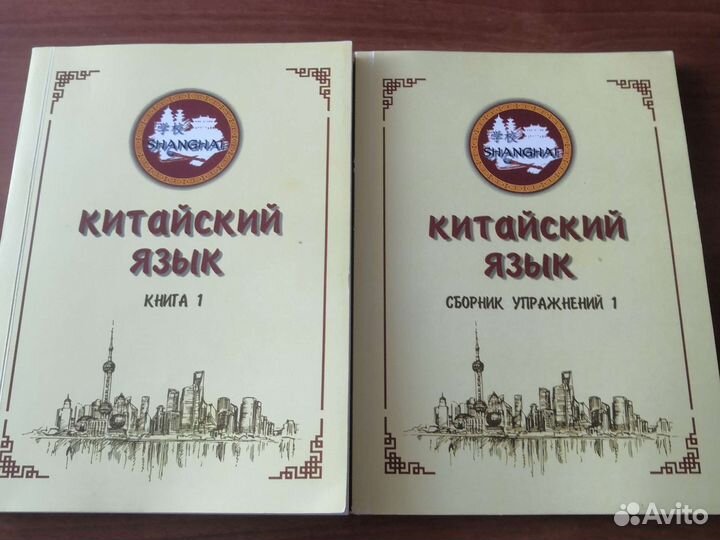 学校
SHANGHAI
КИТАЙСКИЙ
ЯЗЫК
КНИГА 1
学校
SHANGHAI
КИТАЙСКИЙ
ЯЗЫК
СБОРНИК УПРАЖНЕНИЙ 1
Avito